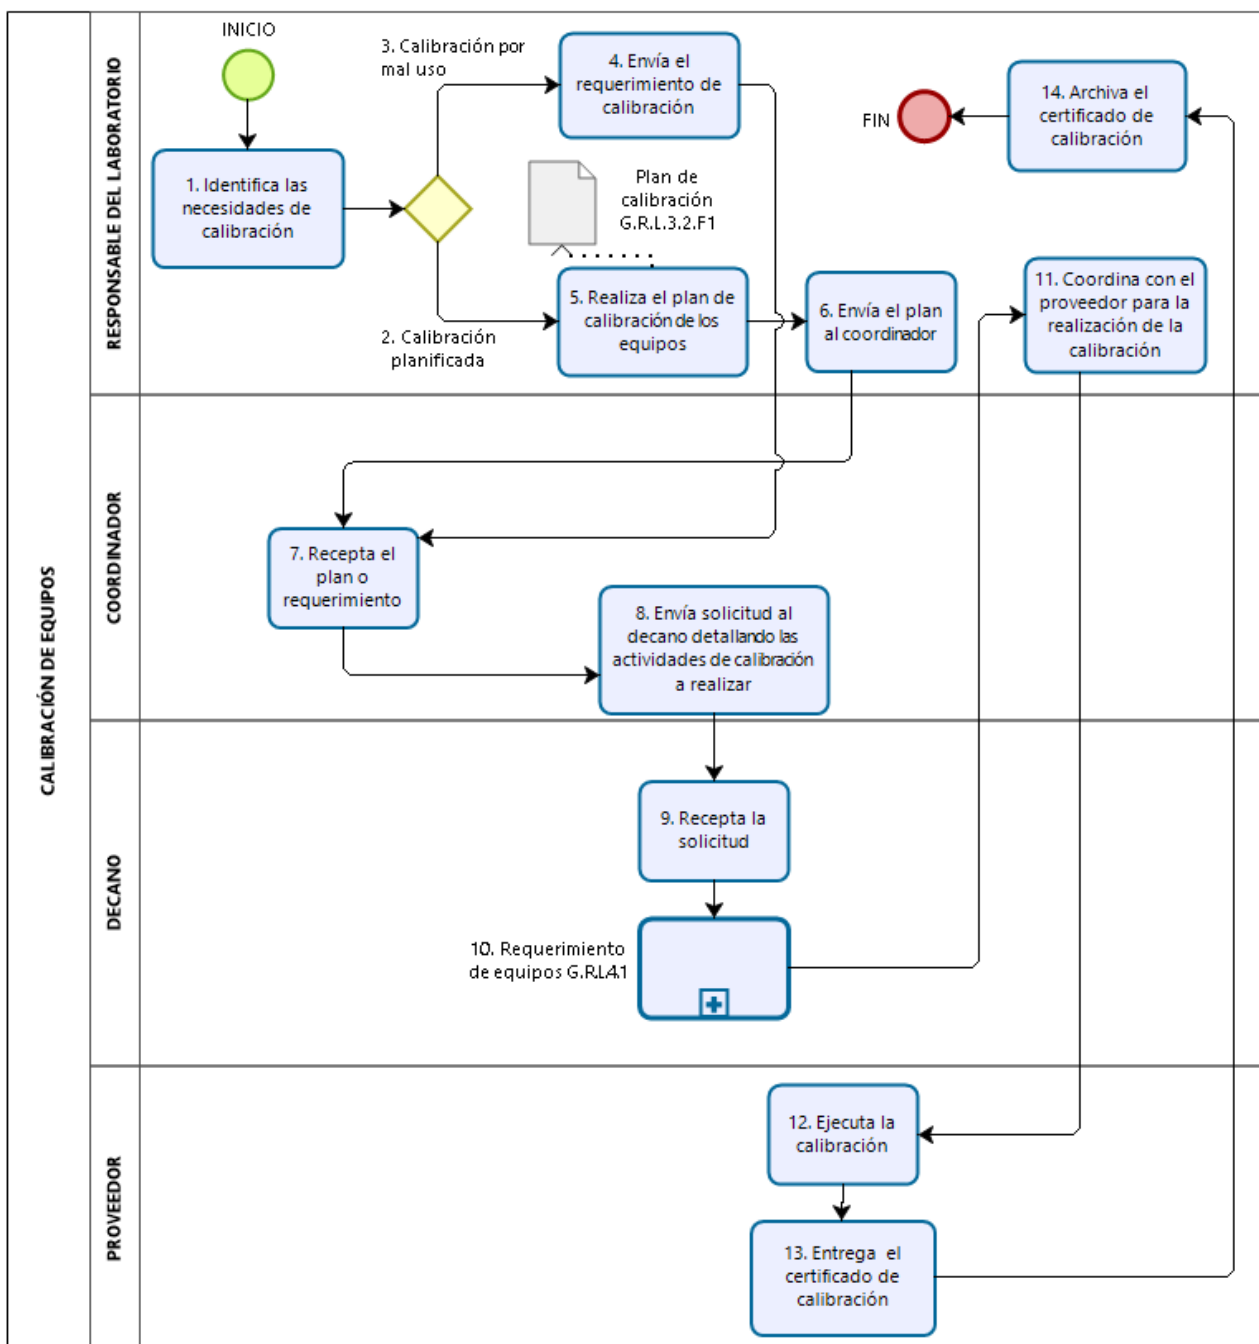 CALIBRACIÓN DE EQUIPOS
RESPONSABLE DEL LABORATORIO
INICIO
1. Identifica las
necesidades de
calibración
3. Calibración por
mal uso
2. Calibración
planificada
4. Envía el
requerimiento de
calibración
Plan de
calibración
G.R.L.3.2.F1
5. Realiza el plan de
calibración de los
equipos
6. Envía el plan
al coordinador
FIN
14. Archiva el
certificado de
calibración
11. Coordina con el
proveedor para la
realización de la
calibración
COORDINADOR
7. Recepta el
plan o
requerimiento
8. Envía solicitud al
decano detallando las
actividades de calibración
a realizar
DECANO
9. Recepta la
solicitud
10. Requerimiento
de equipos G.R.L4.1
PROVEEDOR
12. Ejecuta la
calibración
13. Entrega el
certificado de
calibración